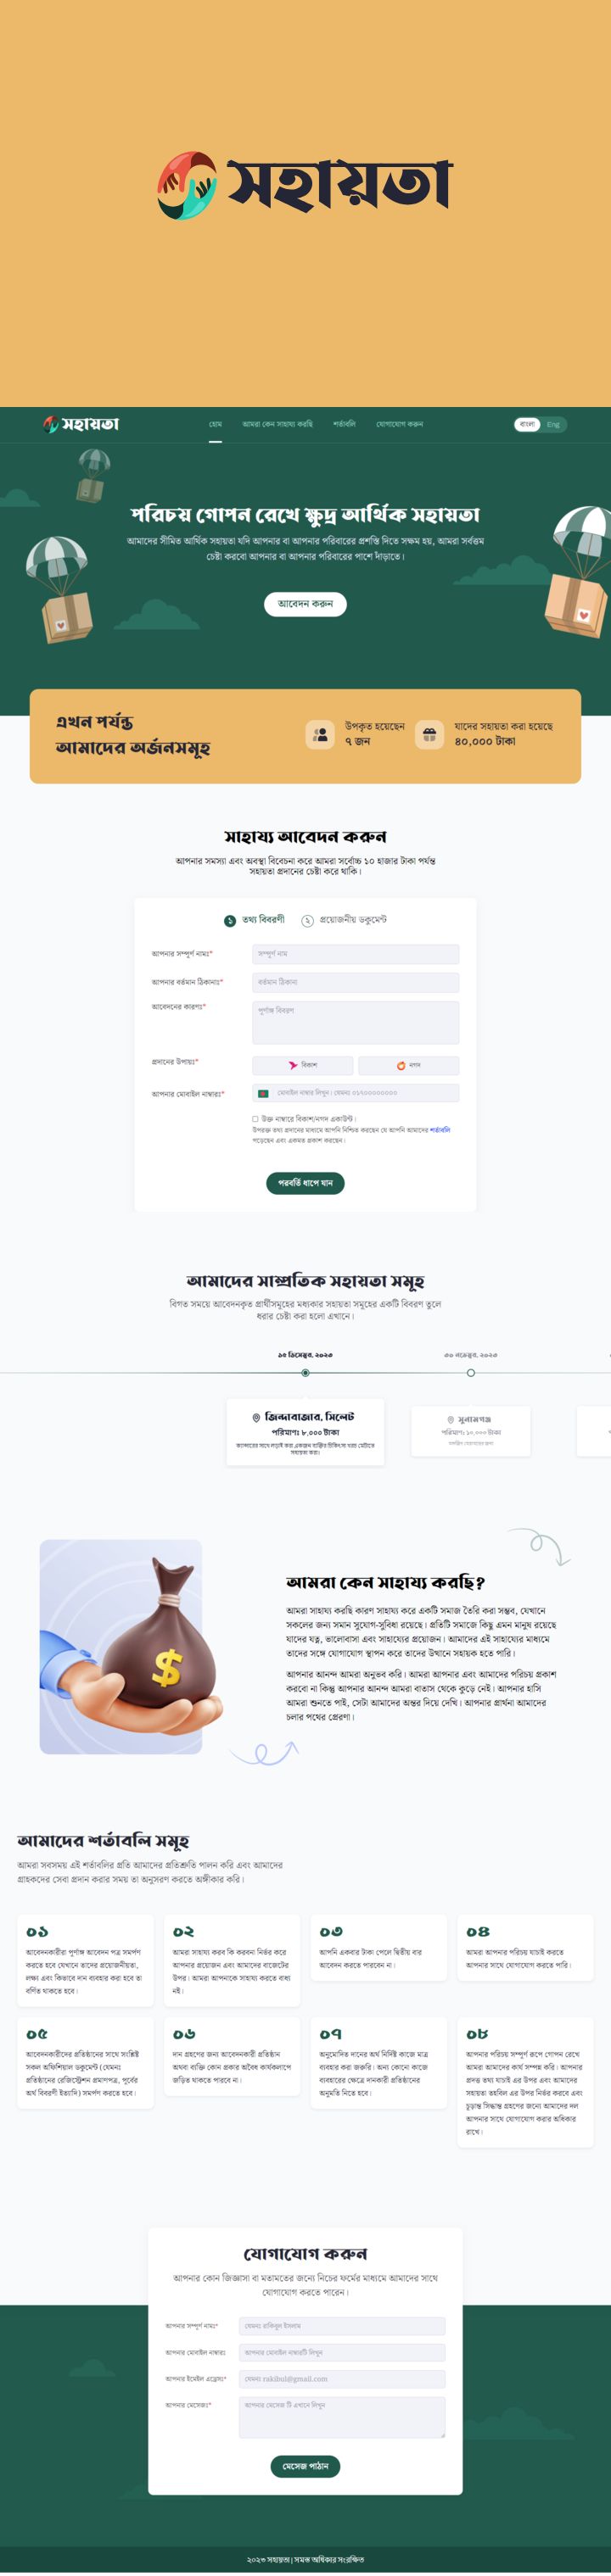 সহায়তা
সহায়তা
হোম
আমরা কেন সাহায্য করছি
শর্তাবলি
যোগাযোগ করুন
বাংলা
Eng
পরিচয় গোপন রেখে ক্ষুদ্র আর্থিক সহায়তা
আমাদের সীমিত আর্থিক সহায়তা যদি আপনার বা আপনার পরিবারের প্রশস্তি দিতে সক্ষম হয়, আমরা সর্বত্তম
চেষ্টা করবো আপনার বা আপনার পরিবারের পাশে দাঁড়াতে।
আবেদন করুন
এখন পর্যন্ত
আমাদের অর্জনসমূহ
উপকৃত হয়েছেন
৭ জন
যাদের সহায়তা করা হয়েছে
৪০,০০০ টাকা
সাহায্য আবেদন করুন
আপনার সমস্যা এবং অবস্থা বিবেচনা করে আমরা সর্বোচ্চ ১০ হাজার টাকা পর্যন্ত
সহায়তা প্রদানের চেষ্টা করে থাকি।
১ তথ্য বিবরণী
২ প্রয়োজনীয় ডকুমেন্ট
আপনার সম্পূর্ণ নামঃ*
সম্পূর্ণ নাম
আপনার বর্তমান ঠিকানাঃ*
বর্তমান ঠিকানা
আবেদনের কারণঃ*
পূর্ণাঙ্গ বিবরণ
প্রদানের উপায়ঃ*
বিকাশ
নগদ
আপনার মোবাইল নাম্বারঃ*
মোবাইল নাম্বার লিখুন। যেমনঃ ০১৭০০০০০০০০
উক্ত নাম্বারে বিকাশ/নগদ একাউন্ট।
উপরক্ত তথ্য প্রদানের মাধ্যমে আপনি নিশ্চিত করছেন যে আপনি আমাদের শর্তাবলি
পড়েছেন এবং একমত প্রকাশ করছেন।
পরবর্তি ধাপে যান
আমাদের সাম্প্রতিক সহায়তা সমূহ
বিগত সময়ে আবেদনকৃত প্রার্থীসমূহের মধ্যকার সহায়তা সমূহের একটি বিবরণ তুলে
ধরার চেষ্টা করা হলো এখানে।
১৫ ডিসেম্বর, ২০২৩
৩০ নভেম্বর, ২০২৩
জিন্দাবাজার, সিলেট
পরিমাণঃ ৮,০০০ টাকা
ক্যান্সারের সাথে লড়াই করা একজন ব্যক্তির চিকিৎসা খরচ মেটাতে
সহায়তা করা।
সুনামগঞ্জ
পরিমাণঃ ১০,০০০ টাকা
আমরা কেন সাহায্য করছি?
আমরা সাহায্য করছি কারণ সাহায্য করে একটি সমাজ তৈরি করা সম্ভব, যেখানে
সকলের জন্য সমান সুযোগ-সুবিধা রয়েছে। প্রতিটি সমাজে কিছু এমন মানুষ রয়েছে
যাদের যত্ন, ভালোবাসা এবং সাহায্যের প্রয়োজন। আমাদের এই সাহায্যের মাধ্যমে
তাদের সঙ্গে যোগাযোগ স্থাপন করে তাদের উত্থানে সহায়ক হতে পারি।
আপনার আনন্দ আমরা অনুভব করি। আমরা আপনার এবং আমাদের পরিচয় প্রকাশ
করবো না কিন্তু আপনার আনন্দ আমরা বাতাস থেকে কুড়ে নেই। আপনার হাসি
আমরা শুনতে পাই, সেটা আমাদের অন্তর দিয়ে দেখি। আপনার প্রার্থনা আমাদের
চলার পথের প্রেরণা।
আমাদের শর্তাবলি সমূহ
আমরা সবসময় এই শর্তাবলির প্রতি আমাদের প্রতিশ্রুতি পালন করি এবং আমাদের
গ্রাহকদের সেবা প্রদান করার সময় তা অনুসরণ করতে অঙ্গীকার করি।
০১
আবেদনকারীরা পূর্ণাঙ্গ আবেদন পত্র সমর্পণ
করতে হবে যেখানে তাদের প্রয়োজনীয়তা,
লক্ষ্য এবং কিভাবে দান ব্যবহার করা হবে তা
বর্ণিত থাকতে হবে।
০২
আমরা সাহায্য করব কি করবনা নির্ভর করে
আপনার প্রয়োজন এবং আমাদের বাজেটের
উপর। আমরা আপনাকে সাহায্য করতে বাধ্য
নই।
০৩
আপনি একবার টাকা পেলে দ্বিতীয় বার
আবেদন করতে পারবেন না।
০৪
আমরা আপনার পরিচয় যাচাই করতে
আপনার সাথে যোগাযোগ করতে পারি।
০৫
আবেদনকারীদের প্রতিষ্ঠানের সাথে সংশ্লিষ্ট
সকল অফিশিয়াল ডকুমেন্ট (যেমনঃ
প্রতিষ্ঠানের রেজিস্ট্রেশন প্রমাণপত্র, পূর্বের
অর্থ বিবরণী ইত্যাদি) সমর্পণ করতে হবে।
০৬
দান গ্রহণের জন্য আবেদনকারী প্রতিষ্ঠান
অথবা ব্যক্তি কোন প্রকার অবৈধ কার্যকলাপে
জড়িত থাকতে পারবে না।
০৭
অনুমোদিত দানের অর্থ নির্দিষ্ট কাজে মাত্র
ব্যবহার করা জরুরি। অন্য কোনো কাজে
ব্যবহারের ক্ষেত্রে দানকারী প্রতিষ্ঠানের
অনুমতি নিতে হবে।
০৮
আপনার পরিচয় সম্পূর্ণ রূপে গোপন রেখে
আমরা আমাদের কার্য সম্পন্ন করি। আপনার
প্রদত্ত তথ্য যাচাই এর উপর এবং আমাদের
সহায়তা তহবিল এর উপর নির্ভর করবে এবং
চূড়ান্ত সিদ্ধান্ত গ্রহণের জন্যে আমাদের দল
আপনার সাথে যোগাযোগ করার অধিকার
রাখে।
যোগাযোগ করুন
আপনার কোন জিজ্ঞাসা বা মতামতের জন্যে নিচের ফর্মের মাধ্যমে আমাদের সাথে
যোগাযোগ করতে পারেন।
আপনার সম্পূর্ণ নামঃ*
যেমনঃ রাকিবুল ইসলাম
আপনার মোবাইল নাম্বারঃ
আপনার মোবাইল নাম্বারটি লিখুন
আপনার ইমেইল এড্রেসঃ*
যেমনঃ rakibul@gmail.com
আপনার মেসেজঃ*
আপনার মেসেজ টি এখানে লিখুন
মেসেজ পাঠান
২০২৩ সহায়তা | সমস্ত অধিকার সংরক্ষিত